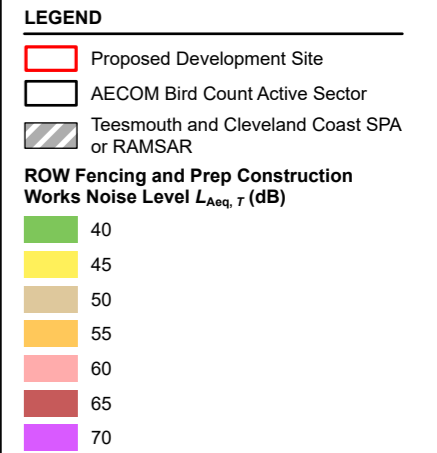 LEGEND
Proposed Development Site
AECOM Bird Count Active Sector
Teesmouth and Cleveland Coast SPA
or RAMSAR
ROW Fencing and Prep Construction
Works Noise Level LAeq, T (dB)
40
45
50
55
60
65
70